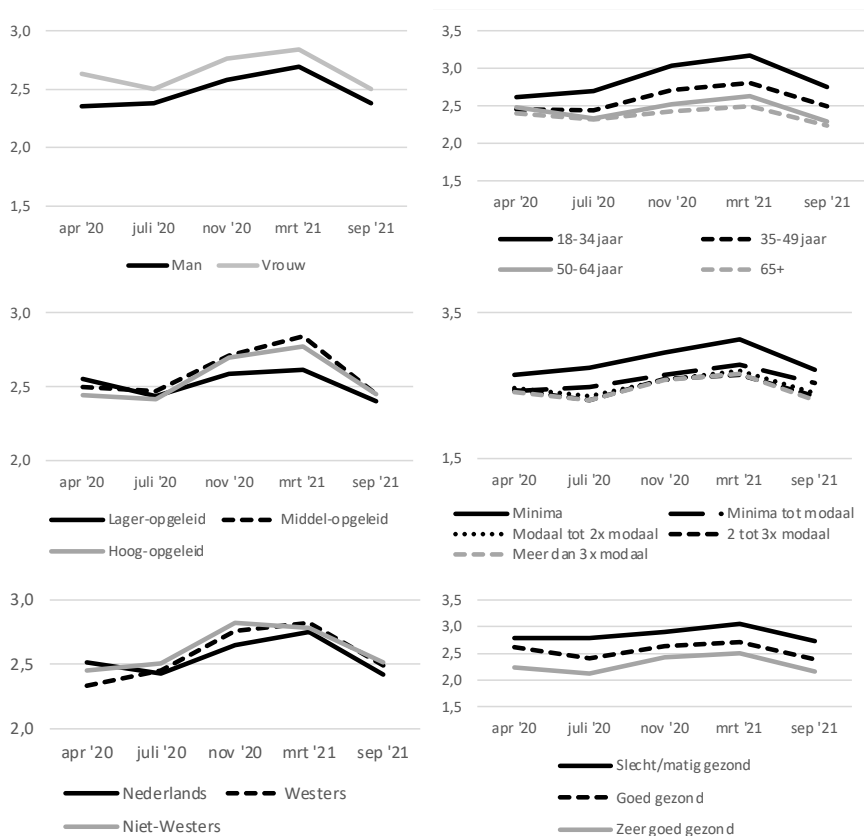 3,0
2,5
2,0
1,5
apr '20 juli '20 nov '20 mrt '21 sep '21
Man Vrouw
3,5
3,0
2,5
2,0
1,5
apr '20 juli '20 nov '20 mrt '21 sep '21
18-34 jaar 35-49 jaar
50-64 jaar 65+
3,0
2,5
2,0
apr '20 juli '20 nov '20 mrt '21 sep '21
Lager-opgeleid Middel-opgeleid
Hoog-opgeleid
3,5
1,5
apr '20 juli '20 nov '20 mrt '21 sep '21
Minima Minima tot modaal
Modaal tot 2x modaal 2 tot 3x modaal
Meer dan 3x modaal
3,0
2,5
2,0
apr '20 juli '20 nov '20 mrt '21 sep '21
Nederlands Westers
Niet-Westers
3,5
3,0
2,5
2,0
1,5
apr '20 juli '20 nov '20 mrt '21 sep '21
Slecht/matig gezond
Goed gezond
Zeer goed gezond